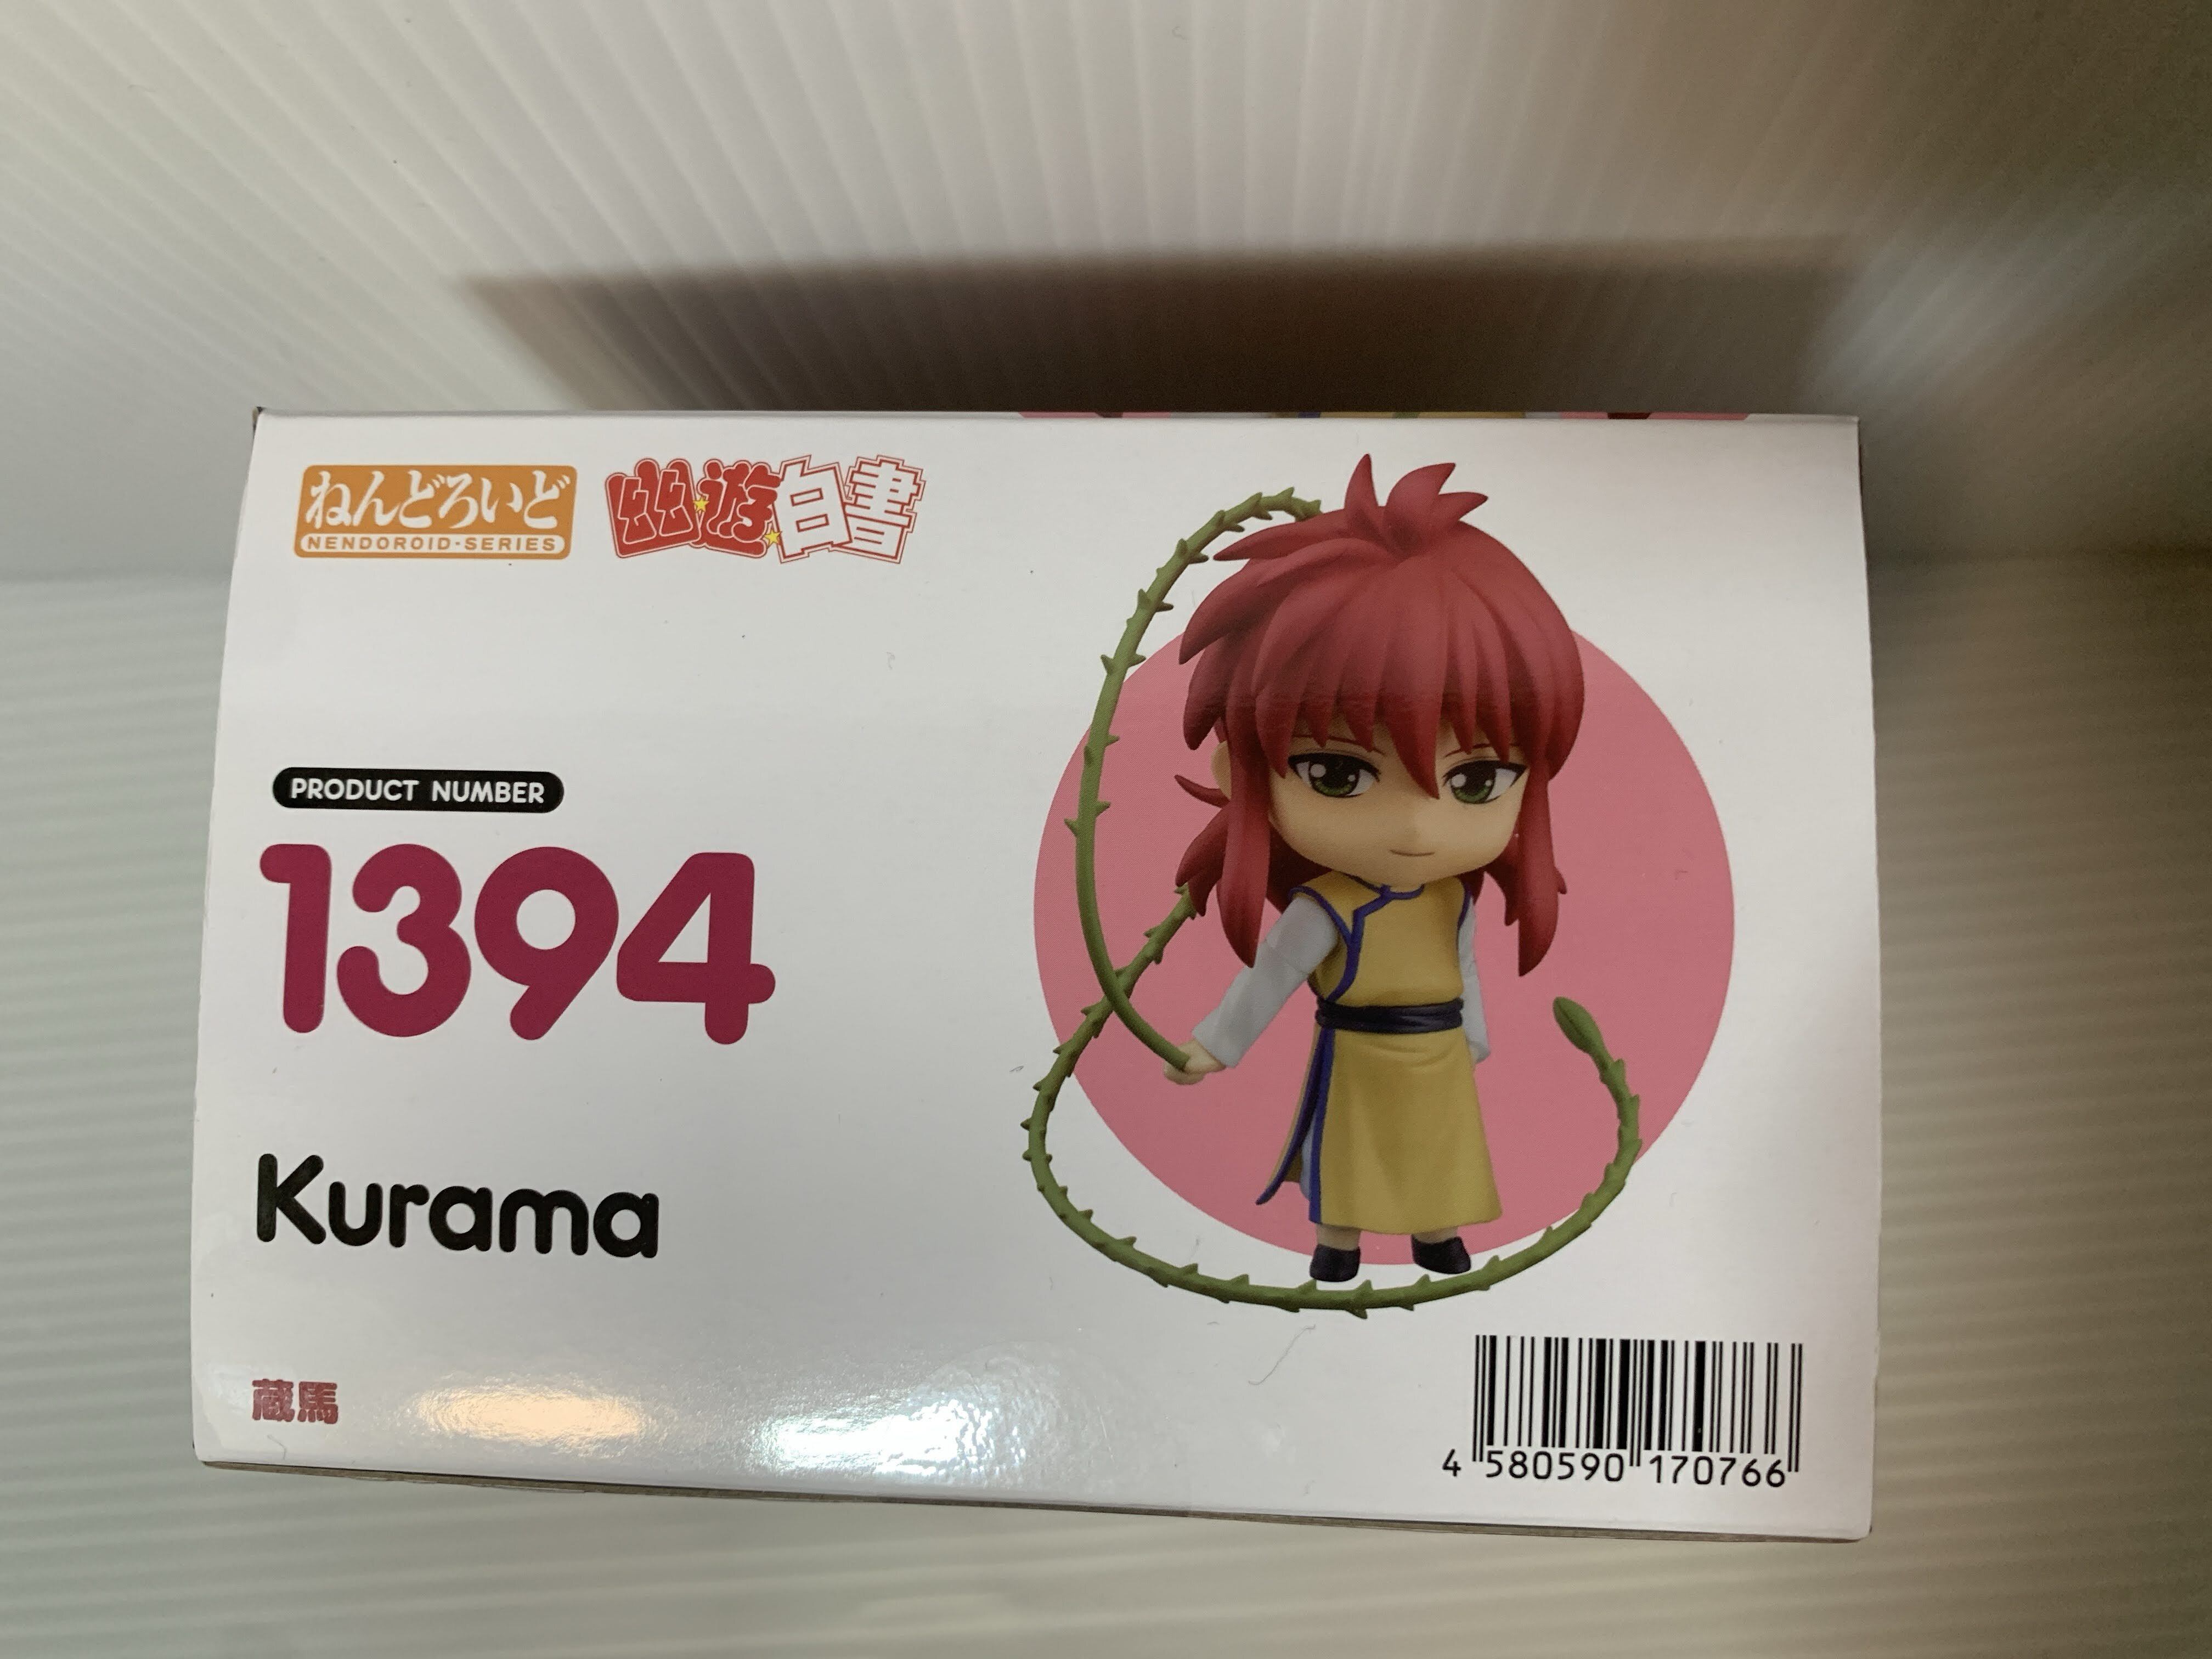 ねんどろいど
NENDOROID・SERIES
幽遊白書
PRODUCT NUMBER
1394
Kurama
蔵馬
4 580590 170766